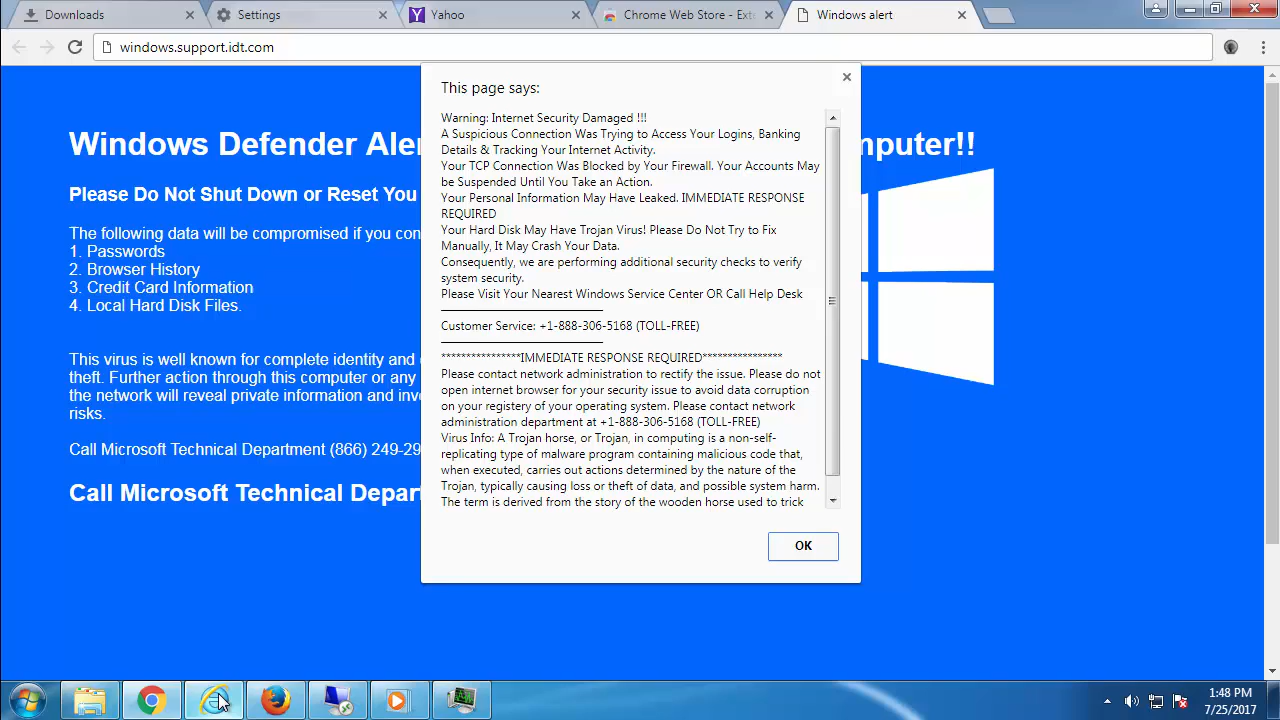 Downloads
Settings
Yahoo
Chrome Web Store - Ext
Windows alert
windows.support.idt.com
This page says:
Warning: Internet Security Damaged !!!
A Suspicious Connection Was Trying to Access Your Logins, Banking
Details & Tracking Your Internet Activity.
Your TCP Connection Was Blocked by Your Firewall. Your Accounts May
be Suspended Until You Take an Action.
Your Personal Information May Have Leaked. IMMEDIATE RESPONSE
REQUIRED
Your Hard Disk May Have Trojan Virus! Please Do Not Try to Fix
Manually, It May Crash Your Data.
Consequently, we are performing additional security checks to verify
system security.
Please Visit Your Nearest Windows Service Center OR Call Help Desk
Customer Service: +1-888-306-5168 (TOLL-FREE)
****************IMMEDIATE RESPONSE REQUIRED****************
Please contact network administration to rectify the issue. Please do not
open internet browser for your security issue to avoid data corruption
on your registery of your operating system. Please contact network
administration department at +1-888-306-5168 (TOLL-FREE)
Virus Info: A Trojan horse, or Trojan, in computing is a non-self-
replicating type of malware program containing malicious code that,
when executed, carries out actions determined by the nature of the
Trojan, typically causing loss or theft of data, and possible system harm.
The term is derived from the story of the wooden horse used to trick
OK
Windows Defender Aler mputer!!
Please Do Not Shut Down or Reset You
The following data will be compromised if you con
1. Passwords
2. Browser History
3. Credit Card Information
4. Local Hard Disk Files.
This virus is well known for complete identity and
theft. Further action through this computer or any
the network will reveal private information and inv
risks.
Call Microsoft Technical Department (866) 249-29
Call Microsoft Technical Depart
1:48 PM
7/25/2017